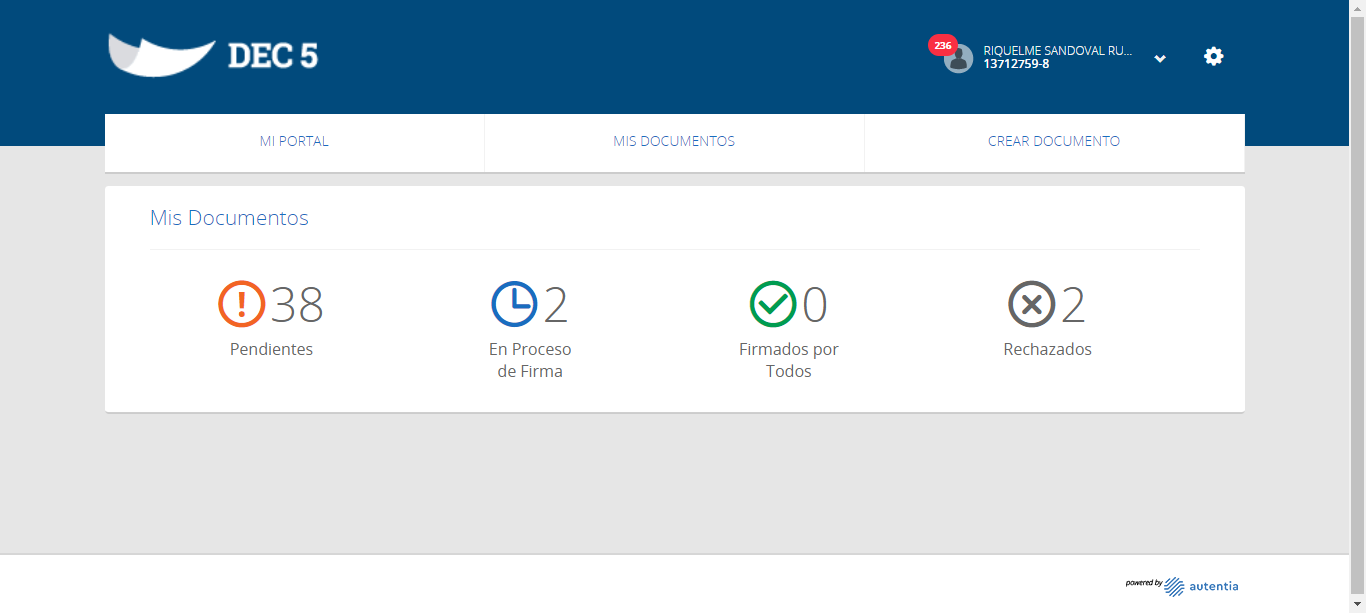 DEC 5
236
RIQUELME SANDOVAL RU...
13712759-8
MI PORTAL
MIS DOCUMENTOS
CREAR DOCUMENTO
Mis Documentos
38
Pendientes
2
En Proceso
de Firma
0
Firmados por
Todos
2
Rechazados
powered by
autentia